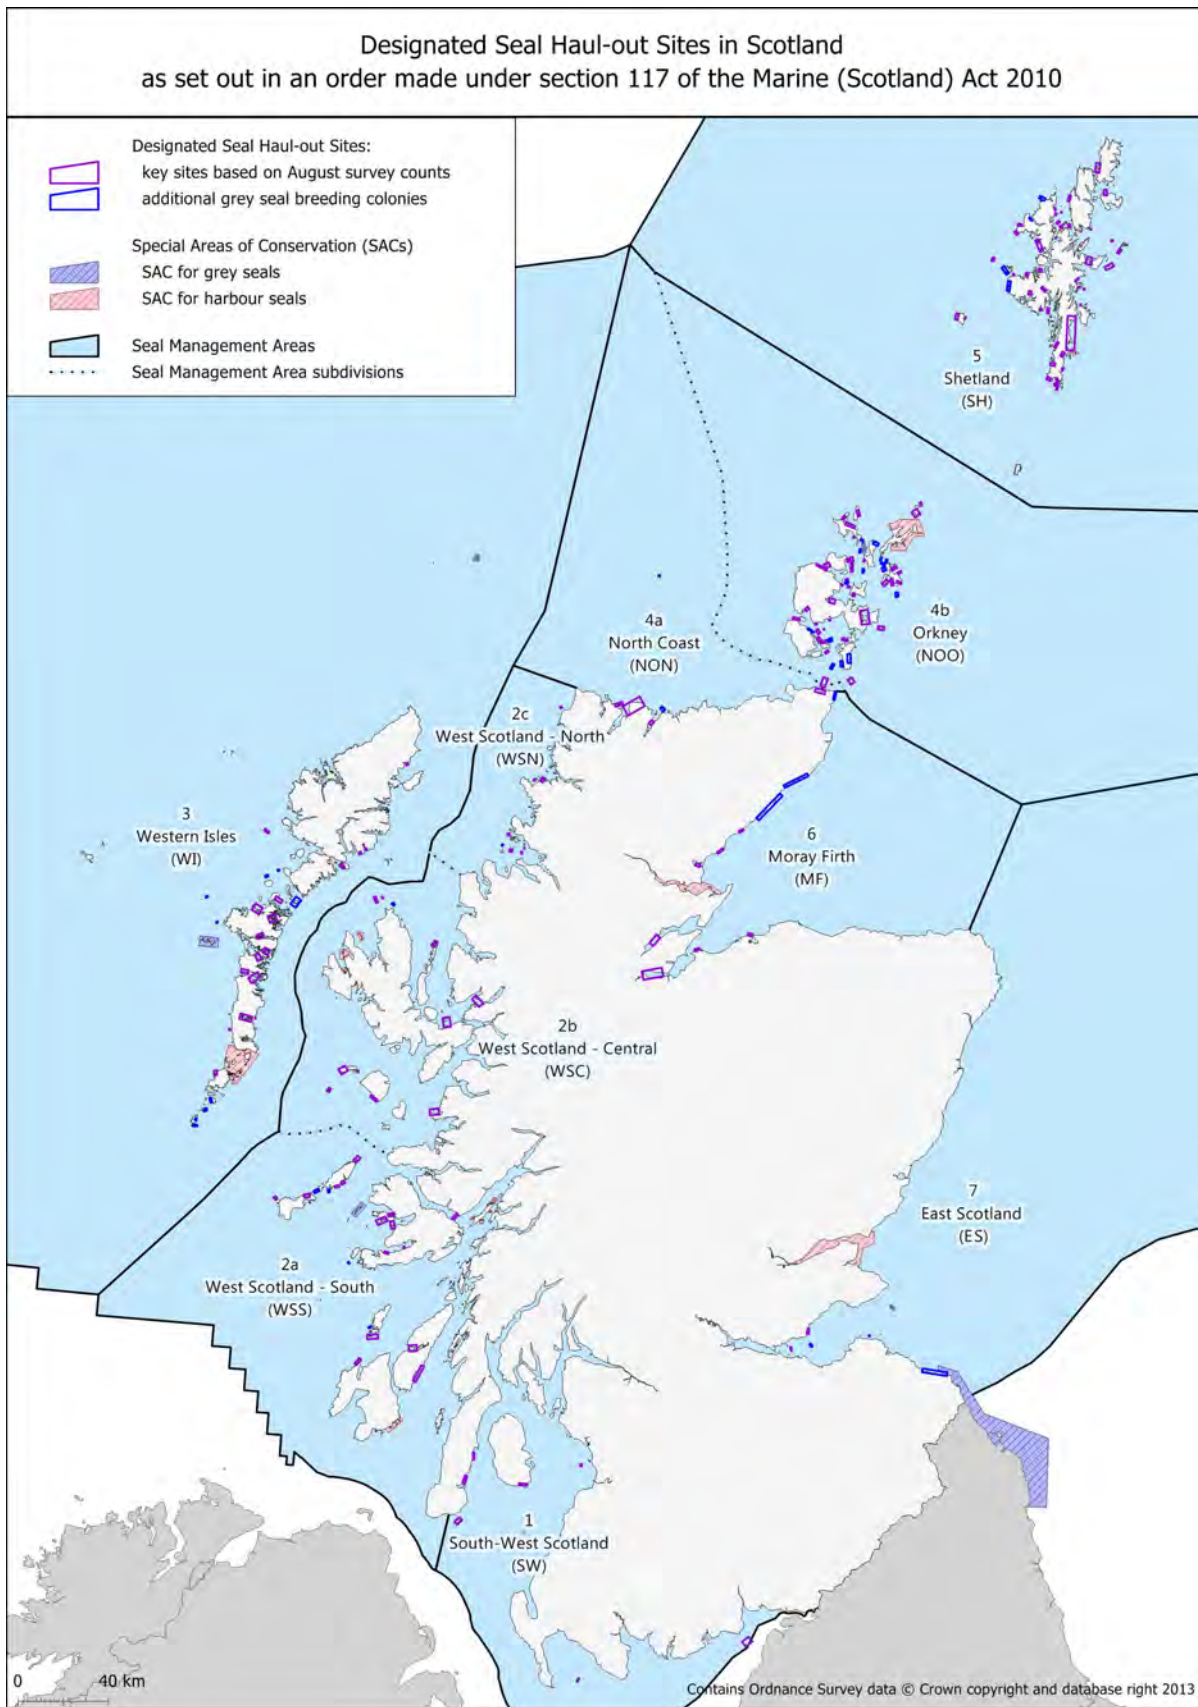 Designated Seal Haul-out Sites in Scotland
as set out in an order made under section 117 of the Marine (Scotland) Act 2010
Designated Seal Haul-out Sites:
key sites based on August survey counts
additional grey seal breeding colonies
Special Areas of Conservation (SACs)
SAC for grey seals
SAC for harbour seals
Seal Management Areas
Seal Management Area subdivisions
5
Shetland
(SH)
4a
North Coast
(NON)
4b
Orkney
(NOO)
2c
West Scotland - North
(WSN)
3
Western Isles
(WI)
6
Moray Firth
(MF)
2b
West Scotland - Central
(WSC)
7
East Scotland
(ES)
2a
West Scotland - South
(WSS)
1
South-West Scotland
(SW)
0 40 km
Contains Ordnance Survey data © Crown copyright and database right 2013